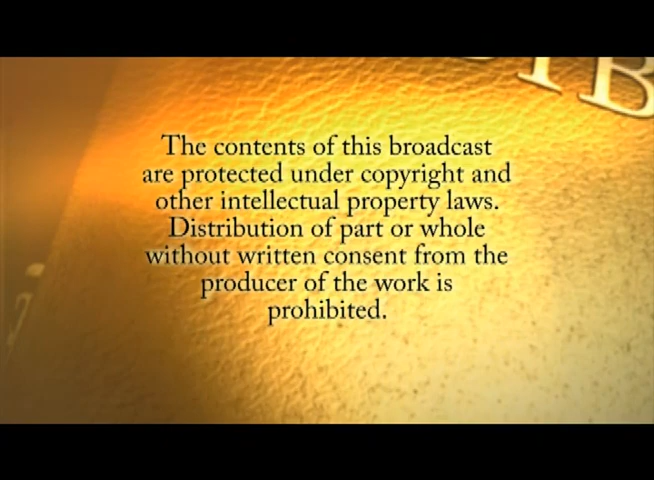 The contents of this broadcast
are protected under copyright and
other intellectual property laws.
Distribution of part or whole
without written consent from the
producer of the work is
prohibited.